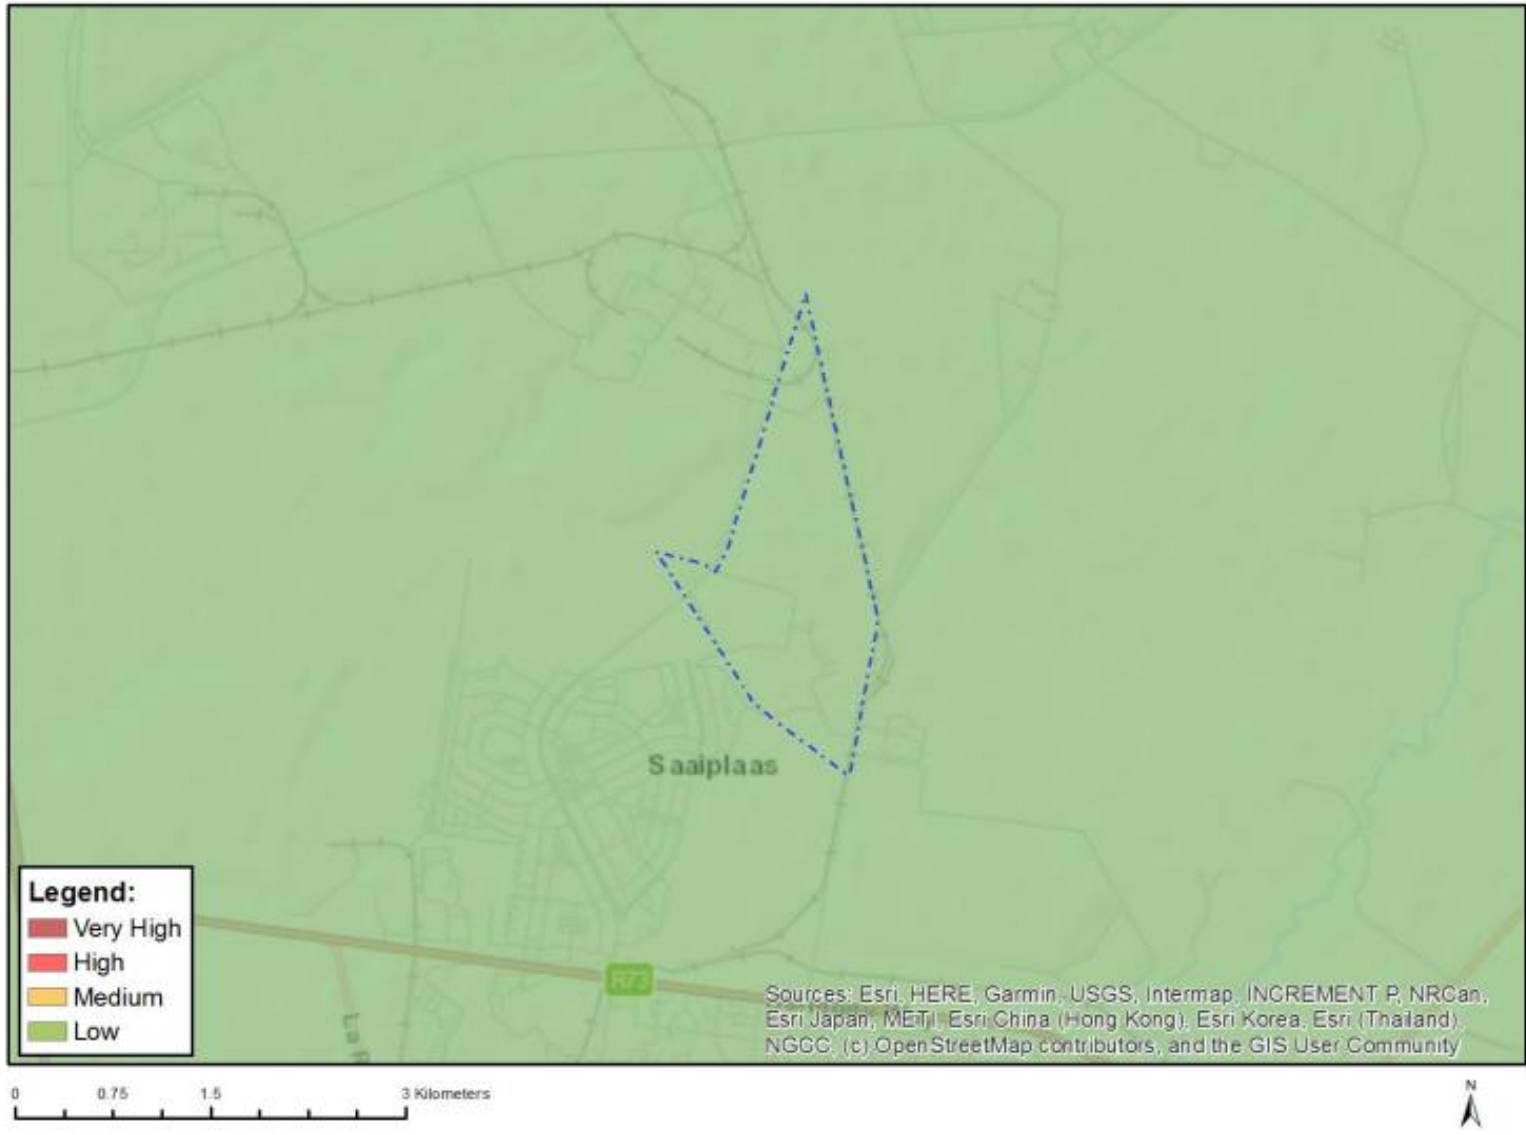 Saaiplaas
Legend:
Very High
High
Medium
Low
R73
Sources: Esri, HERE, Garmin, USGS, Intermap, INCREMENT P, NRCan,
Esri Japan, METI, Esri China (Hong Kong), Esri Korea, Esri (Thailand),
NGCC, (c) OpenStreetMap contributors, and the GIS User Community
0 0.75 1.5 3 Kilometers
N